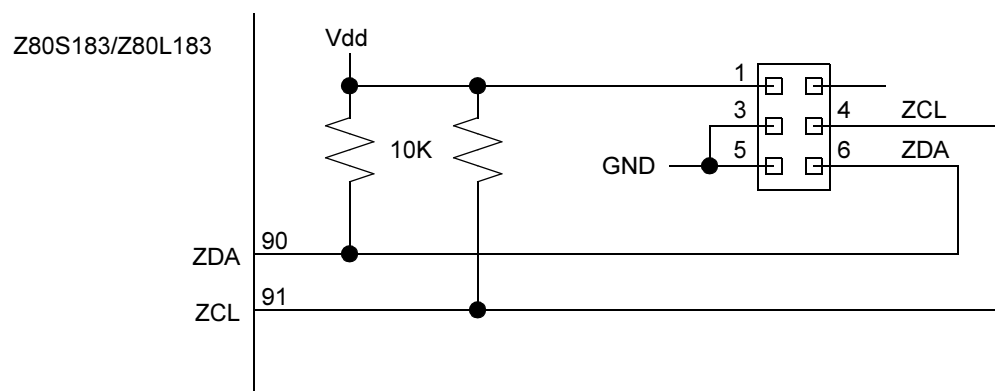 Z80S183/Z80L183
Vdd
1
3
4
ZCL
10K
GND
5
6
ZDA
ZDA
90
ZCL
91